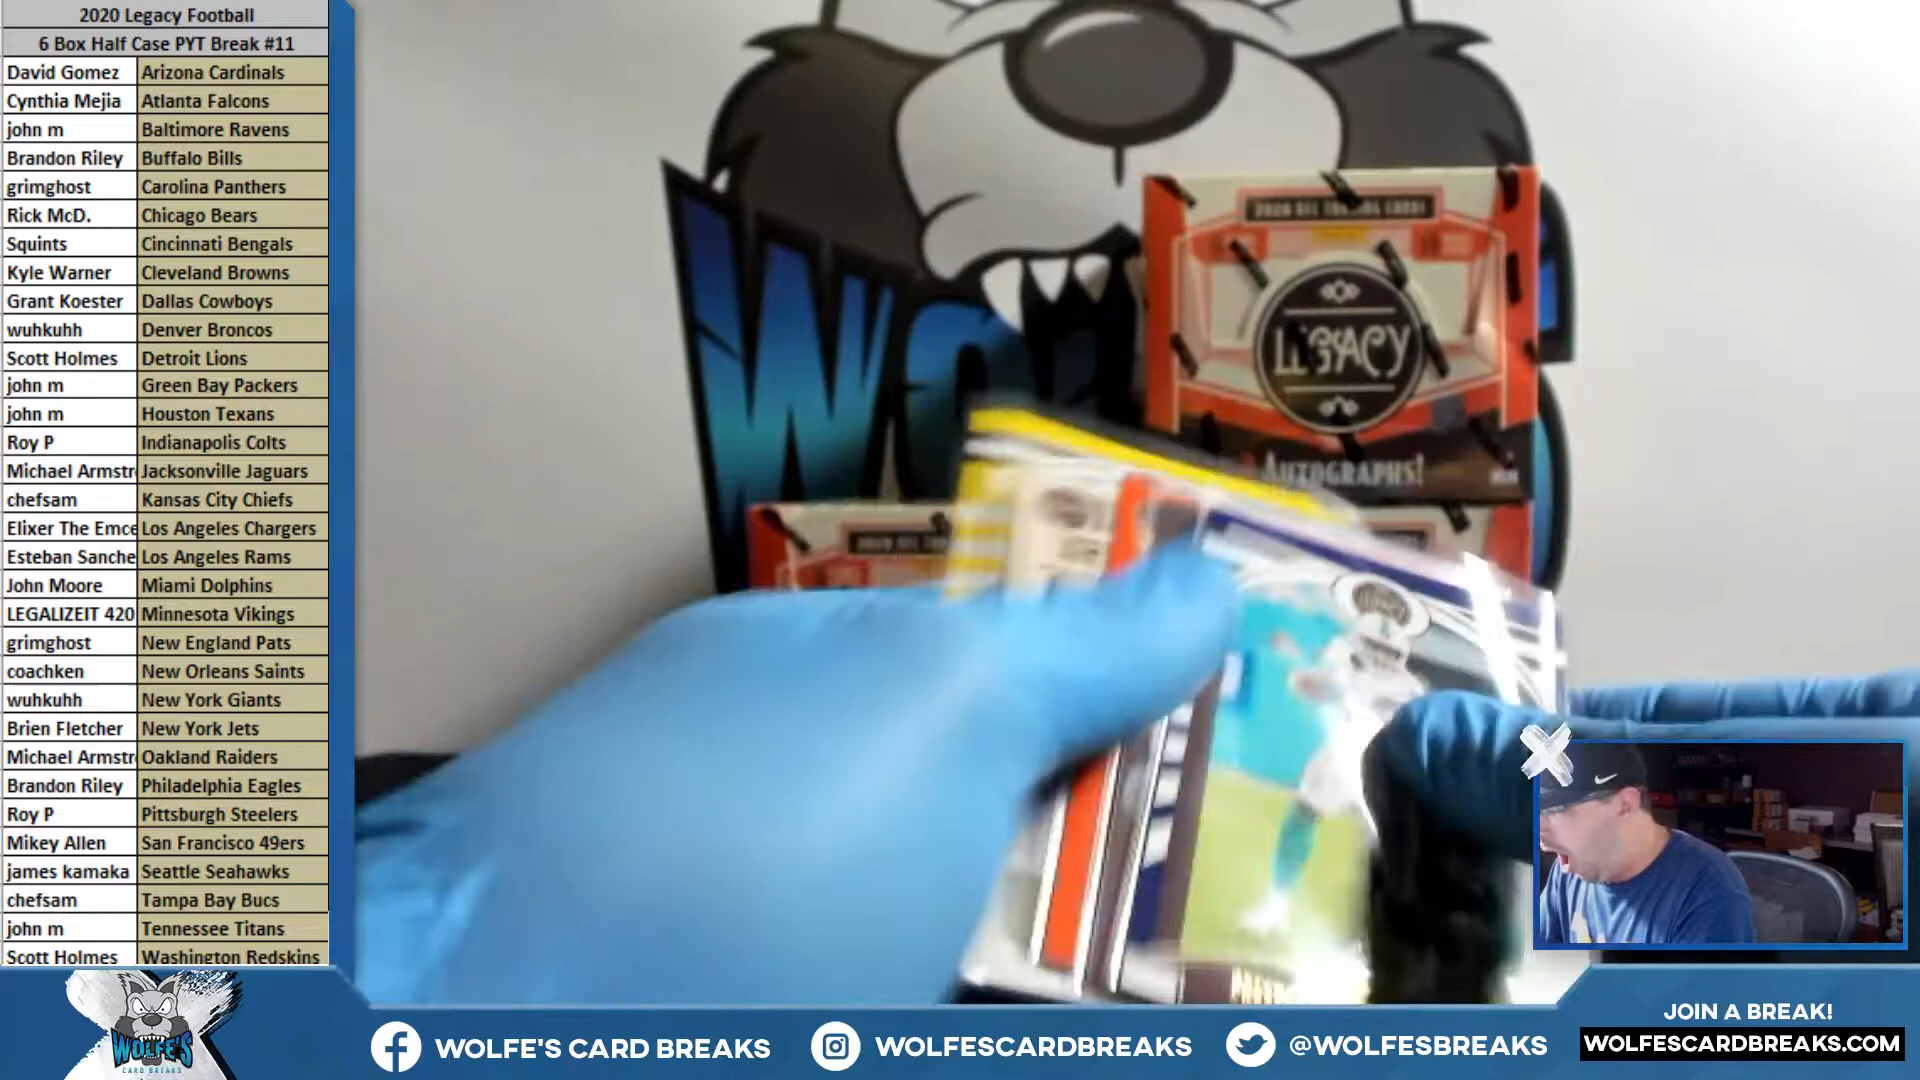 2020 Legacy Football
6 Box Half Case PYT Break #11
David Gomez Arizona Cardinals
Cynthia Mejia Atlanta Falcons
john m Baltimore Ravens
Brandon Riley Buffalo Bills
grimghost Carolina Panthers
Rick McD. Chicago Bears
Squints Cincinnati Bengals
Kyle Warner Cleveland Browns
Grant Koester Dallas Cowboys
wuhkuhh Denver Broncos
Scott Holmes Detroit Lions
john m Green Bay Packers
john m Houston Texans
Roy P Indianapolis Colts
Michael Armstr Jacksonville Jaguars
chefsam Kansas City Chiefs
Elixer The Emce Los Angeles Chargers
Esteban Sanche Los Angeles Rams
John Moore Miami Dolphins
LEGALIZEIT 420 Minnesota Vikings
grimghost New England Pats
coachken New Orleans Saints
wuhkuhh New York Giants
Brien Fletcher New York Jets
Michael Armstr Oakland Raiders
Brandon Riley Philadelphia Eagles
Roy P Pittsburgh Steelers
Mikey Allen San Francisco 49ers
james kamaka Seattle Seahawks
chefsam Tampa Bay Bucs
john m Tennessee Titans
Scott Holmes Washington Redskins
2020 NFL TRADING CARDS
LEGACY
AUTOGRAPHS!
WOLFE'S
CARD BREAKS
WOLFE'S CARD BREAKS
WOLFESCARDBREAKS
@WOLFESBREAKS
JOIN A BREAK!
WOLFESCARDBREAKS.COM